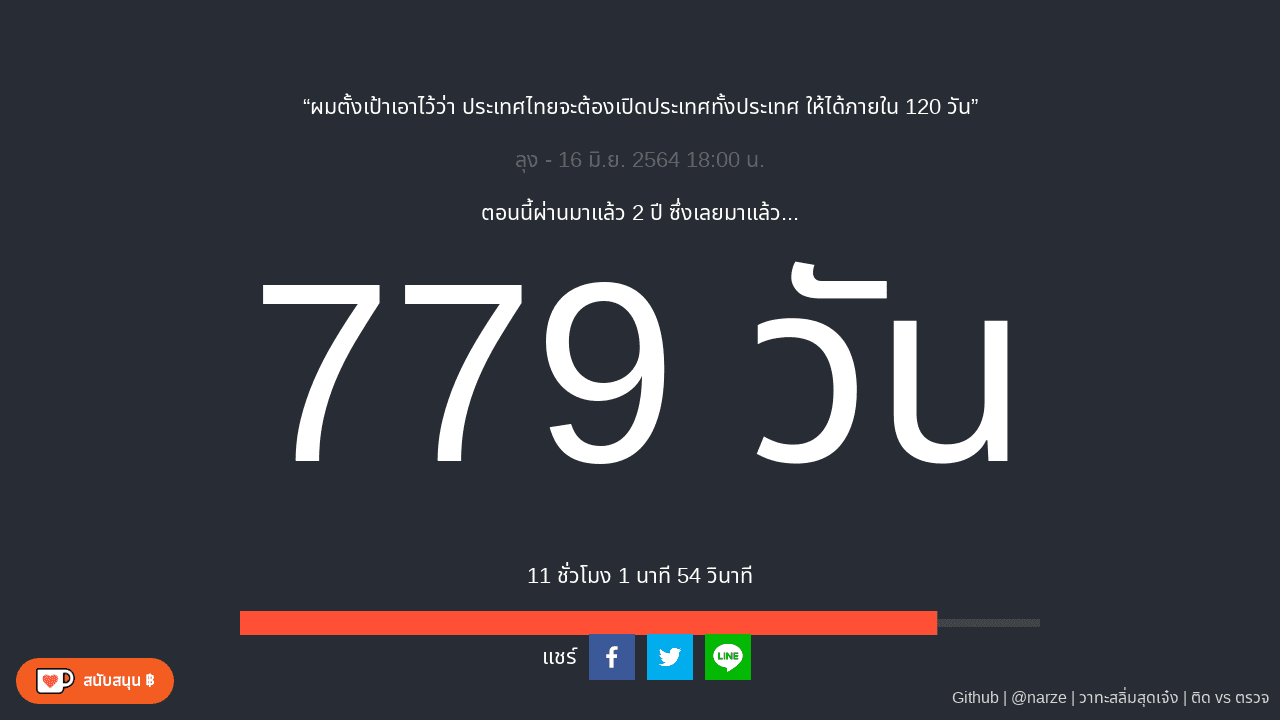 “ผมตั้งเป้าเอาไว้ว่า ประเทศไทยจะต้องเปิดประเทศทั้งประเทศ ให้ได้ภายใน 120 วัน”
ลุง - 16 มิ.ย. 2564 18:00 น.
ตอนนี้ผ่านมาแล้ว 2 ปี ซึ่งเลยมาแล้ว...
779 วัน
11 ชั่วโมง 1 นาที 54 วินาที
แชร์ LINE
สนับสนุน ฿
Github | @narze | วาทะสลิ่มสุดเจ๋ง | ติด vs ตรวจ